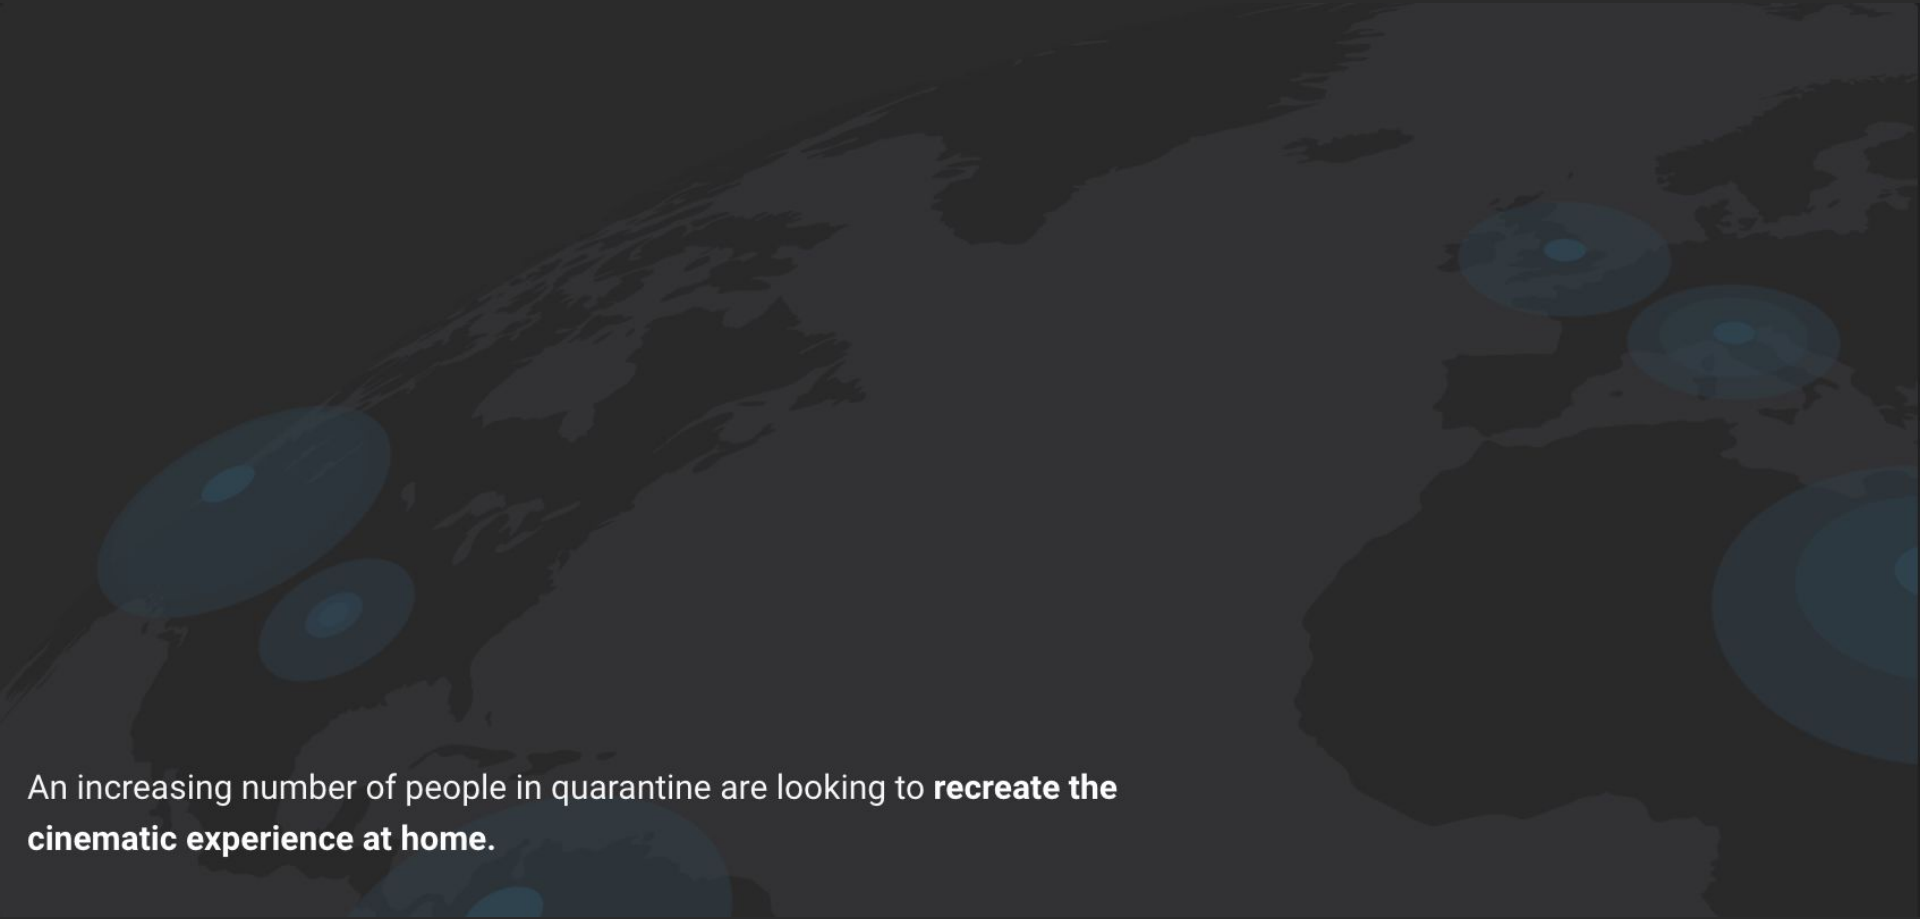 An increasing number of people in quarantine are looking to recreate the
cinematic experience at home.